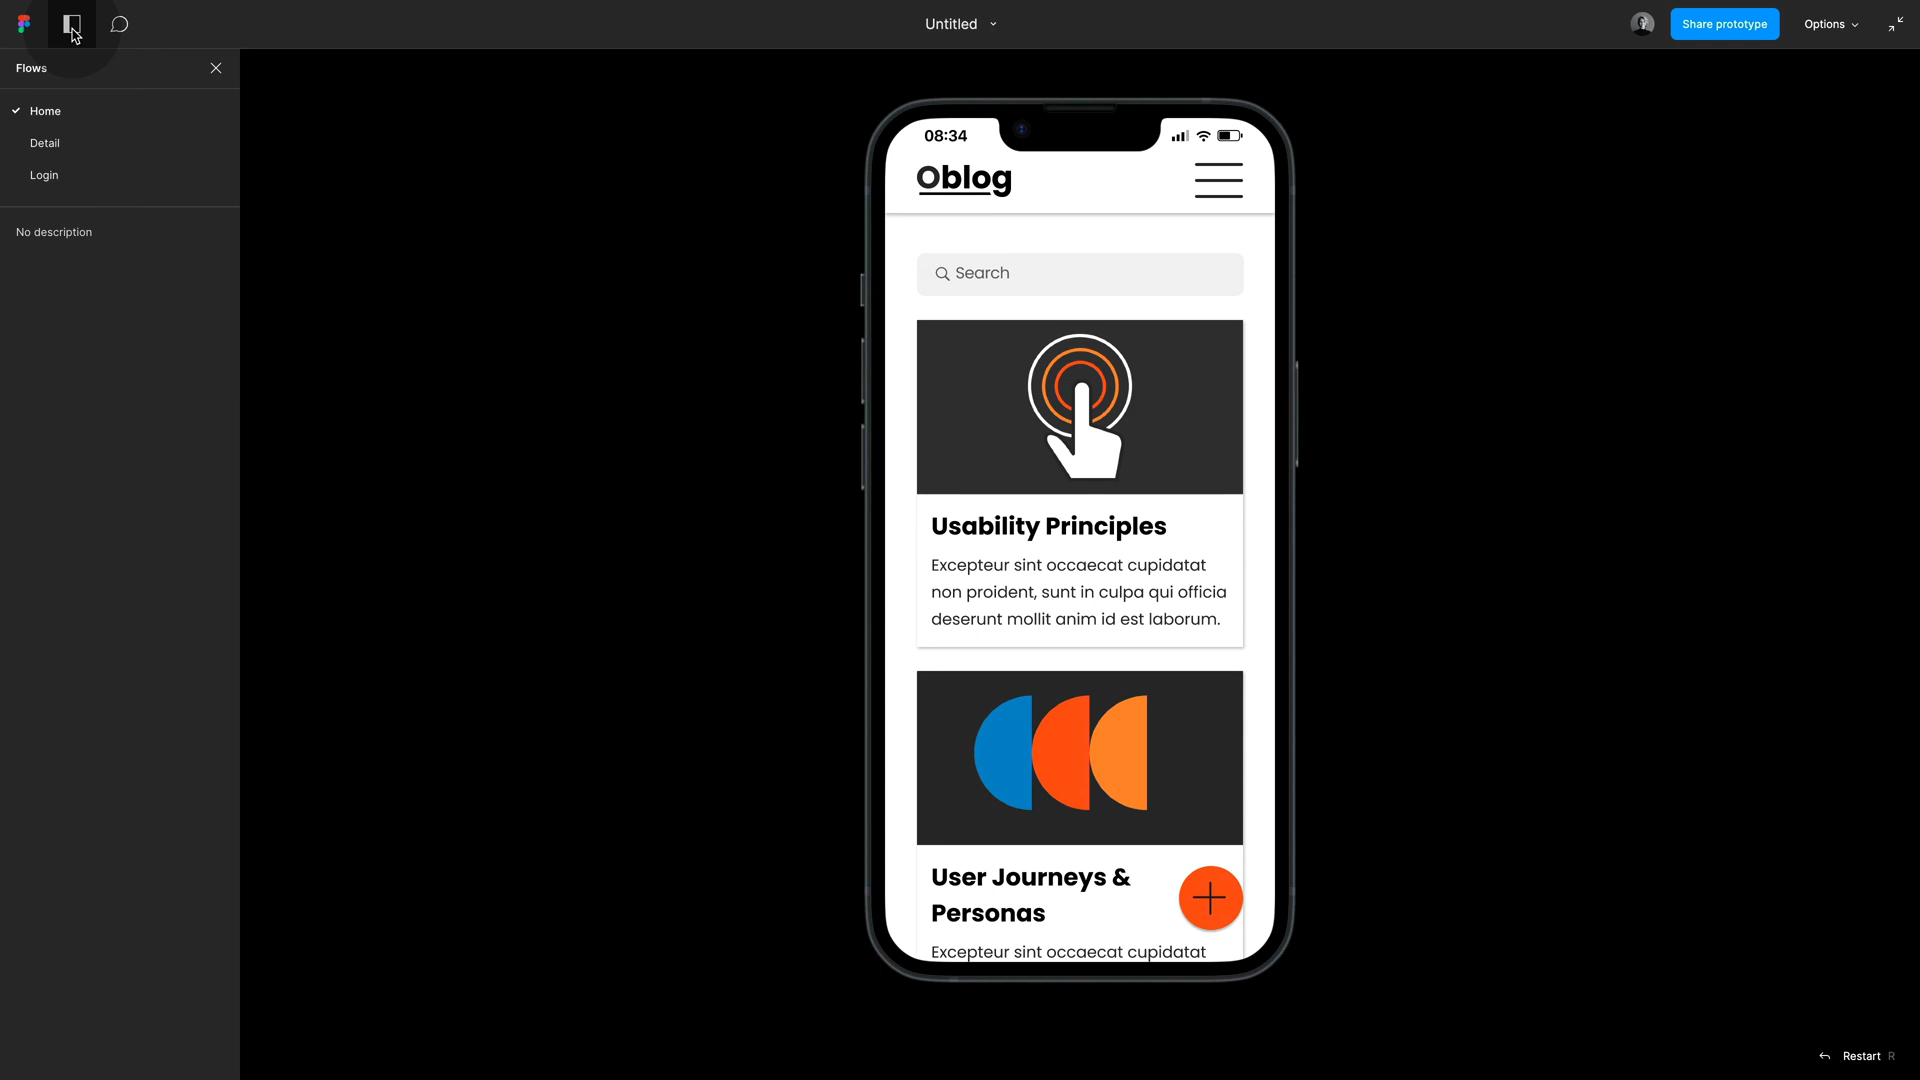 Untitled
Share prototype
Options
Flows
Home
Detail
Login
No description
08:34
Oblog
Search
Usability Principles
Excepteur sint occaecat cupidatat
non proident, sunt in culpa qui officia
deserunt mollit anim id est laborum.
User Journeys &
Personas
Excepteur sint occaecat cupidatat
Restart R